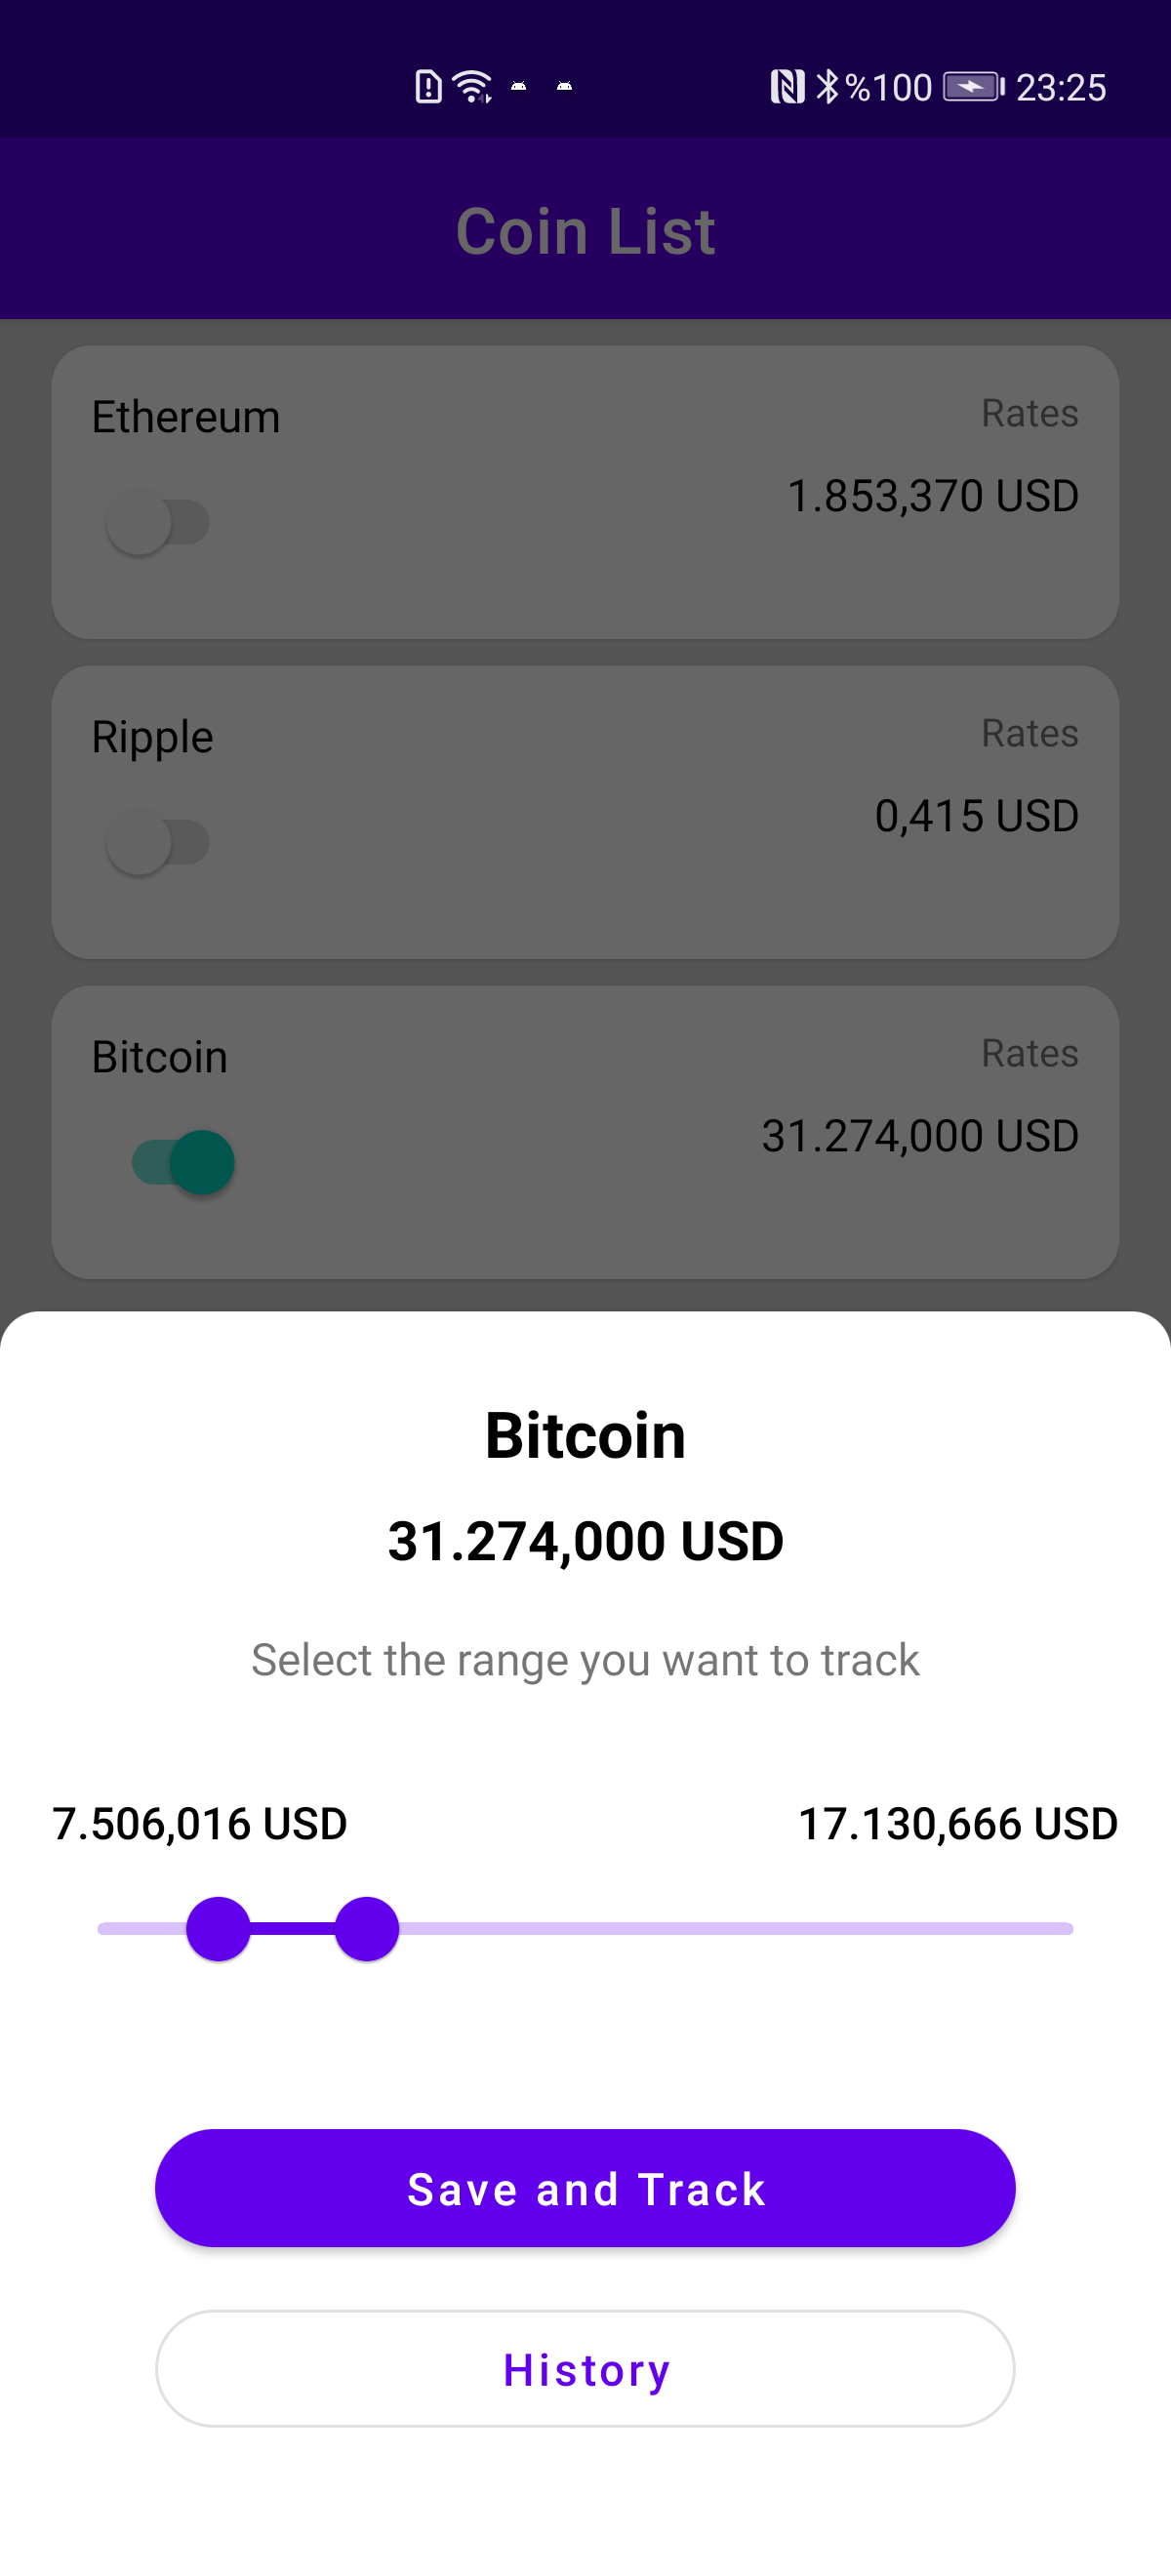 %100 23:25
Coin List
Ethereum Rates
1.853,370 USD
Ripple Rates
0,415 USD
Bitcoin Rates
31.274,000 USD
Bitcoin
31.274,000 USD
Select the range you want to track
7.506,016 USD 17.130,666 USD
Save and Track
History